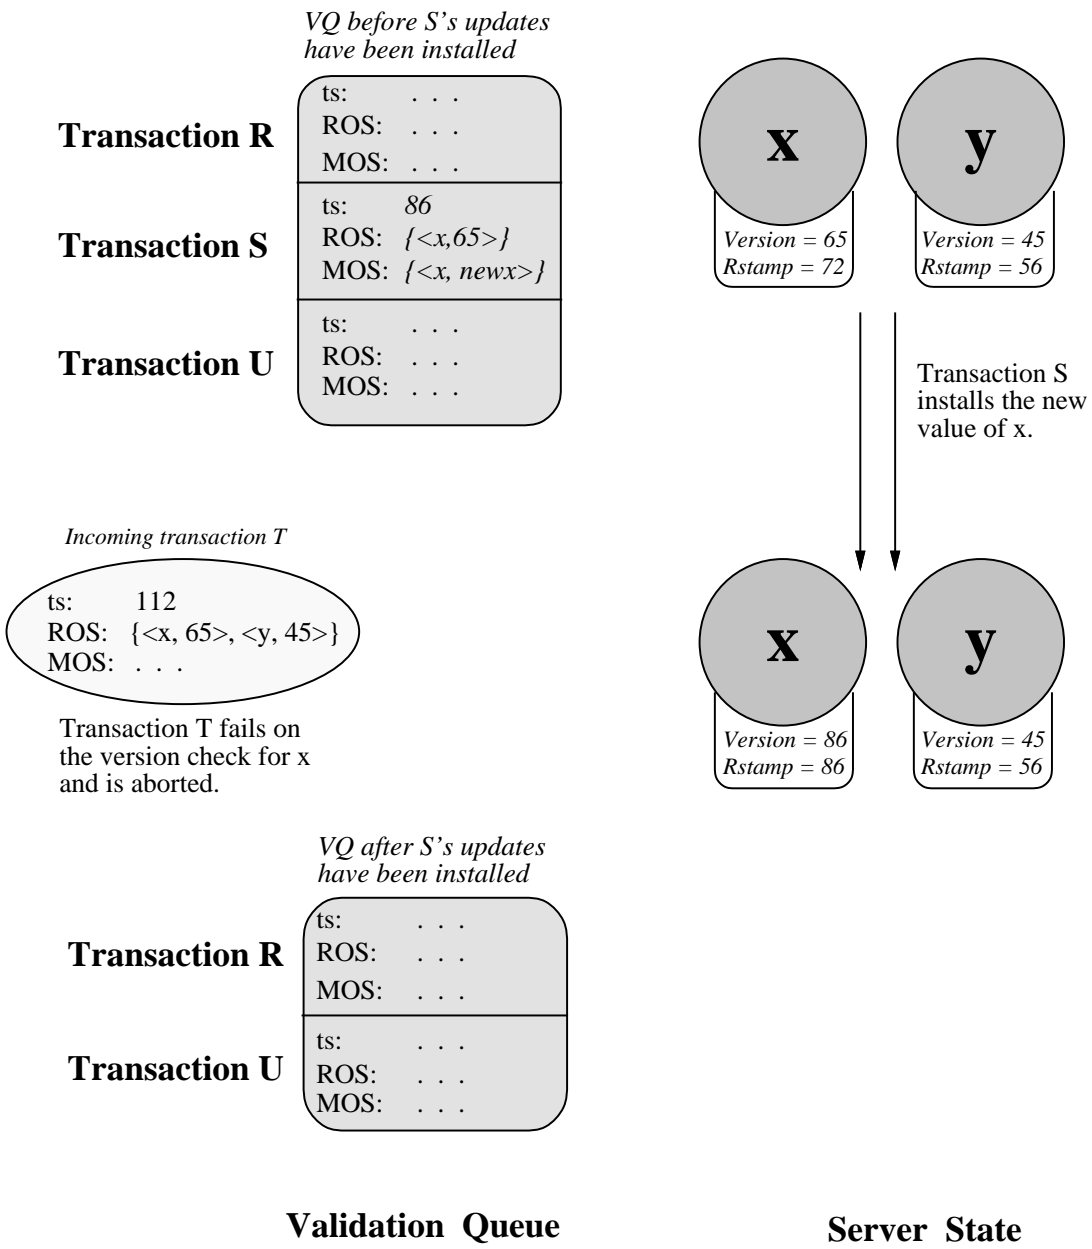 VQ before S's updates
have been installed
Transaction R
ts: . . .
ROS: . . .
MOS: . . .
Transaction S
ts: 86
ROS: {<x,65>}
MOS: {<x, newx>}
Transaction U
ts: . . .
ROS: . . .
MOS: . . .
x
y
Version = 65
Rstamp = 72
Version = 45
Rstamp = 56
Transaction S
installs the new
value of x.
Incoming transaction T
ts: 112
ROS: {<x, 65>, <y, 45>}
MOS: . . .
Transaction T fails on
the version check for x
and is aborted.
x
y
Version = 86
Rstamp = 86
Version = 45
Rstamp = 56
VQ after S's updates
have been installed
Transaction R
ts: . . .
ROS: . . .
MOS: . . .
Transaction U
ts: . . .
ROS: . . .
MOS: . . .
Validation Queue
Server State